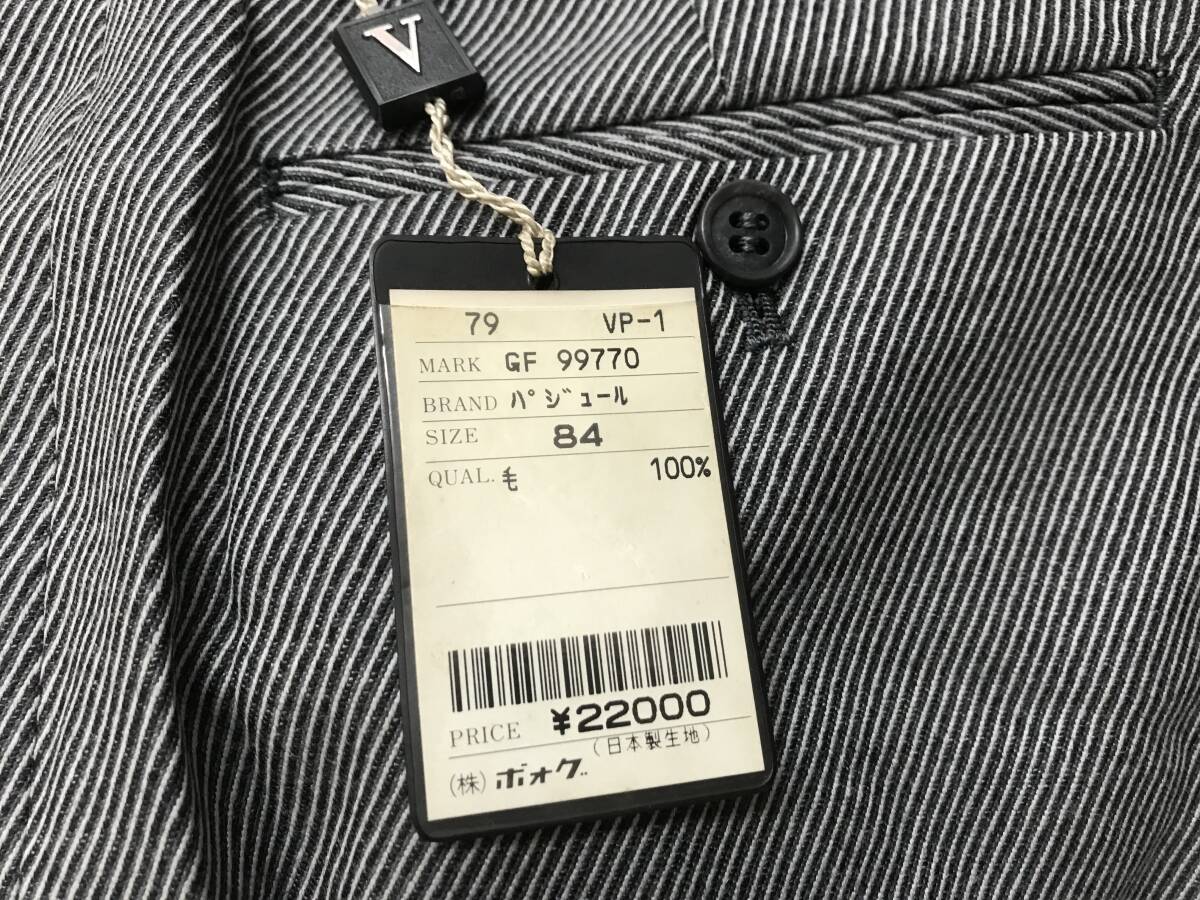 V
79 VP-1
MARK GF 99770
BRAND パジュール
SIZE 84
QUAL. 毛 100%
PRICE ¥22000
(日本製生地)
(株) ボォグ